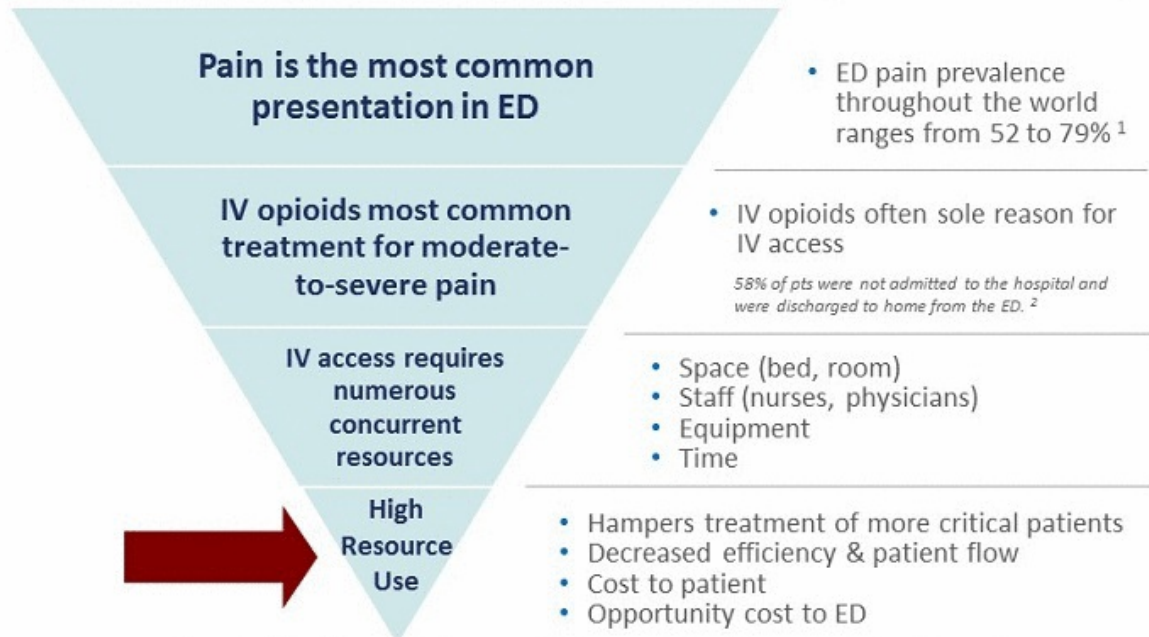 Pain is the most common
presentation in ED
• ED pain prevalence
throughout the world
ranges from 52 to 79% 1
IV opioids most common
treatment for moderate-
to-severe pain
• IV opioids often sole reason for
IV access
58% of pts were not admitted to the hospital and
were discharged to home from the ED. 2
IV access requires
numerous
concurrent
resources
• Space (bed, room)
• Staff (nurses, physicians)
• Equipment
• Time
High
Resource
Use
• Hampers treatment of more critical patients
• Decreased efficiency & patient flow
• Cost to patient
• Opportunity cost to ED